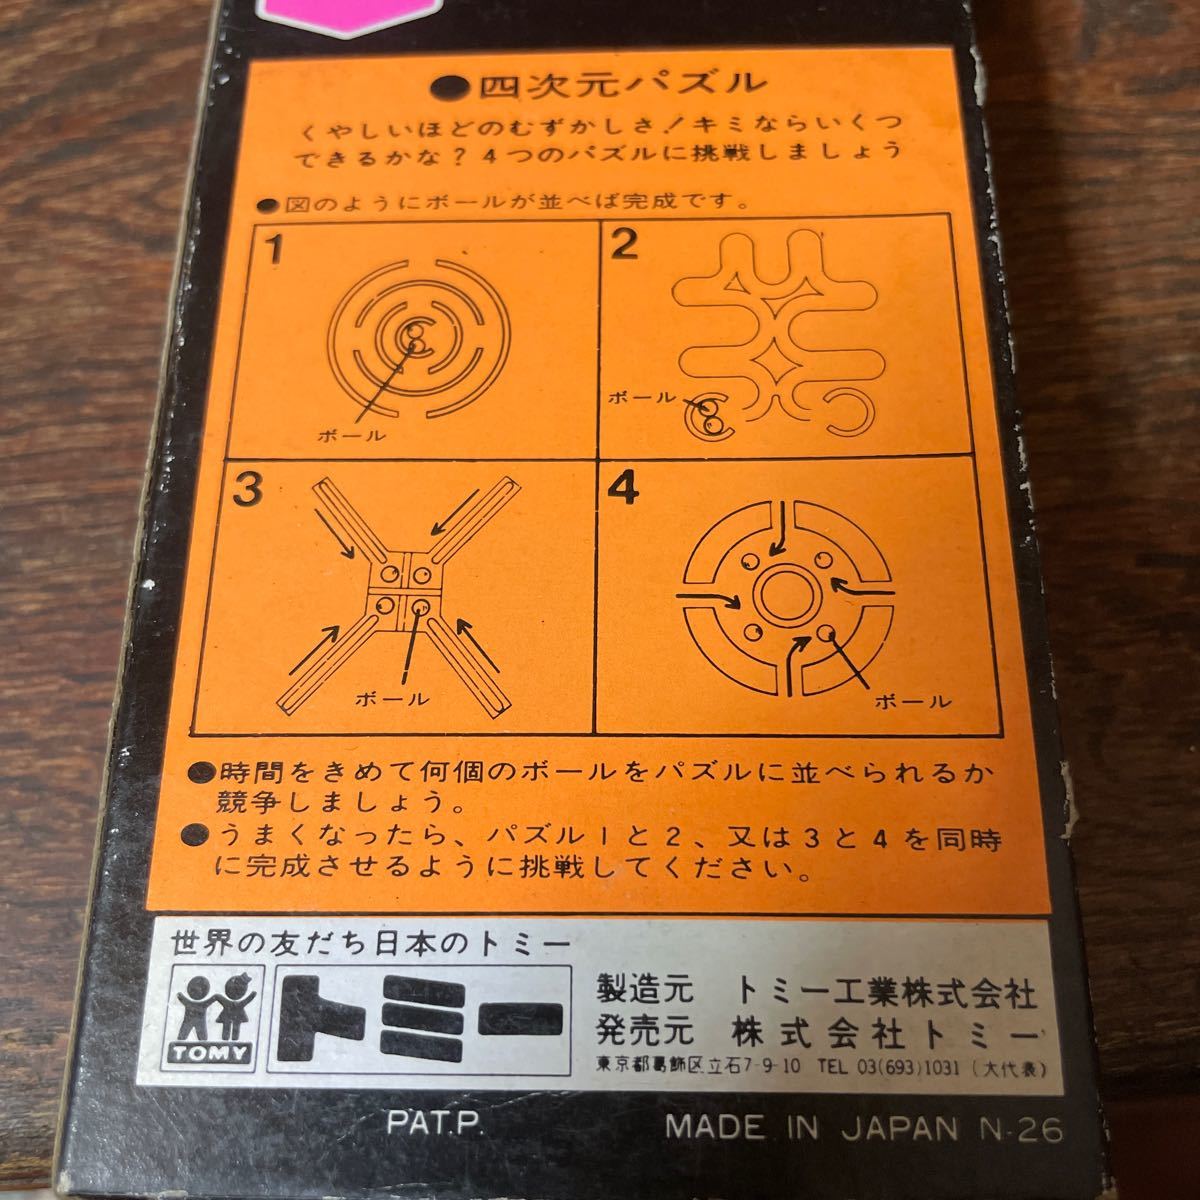 ●四次元パズル
くやしいほどのむずかしさ!キミならいくつ
できるかな?4つのパズルに挑戦しましょう
●図のようにボールが並べば完成です。
1
ボール
2
ボール
3
ボール
4
ボール
●時間をきめて何個のボールをパズルに並べられるか
競争しましょう。
●うまくなったら、パズル1と2、又は3と4を同時
に完成させるように挑戦してください。
世界の友だち日本のトミー
TOMY
トミー
製造元 トミー工業株式会社
発売元 株式会社トミー
東京都葛飾区立石7-9-10 TEL 03(693)1031 (大代表)
PAT.P.
MADE IN JAPAN N-26